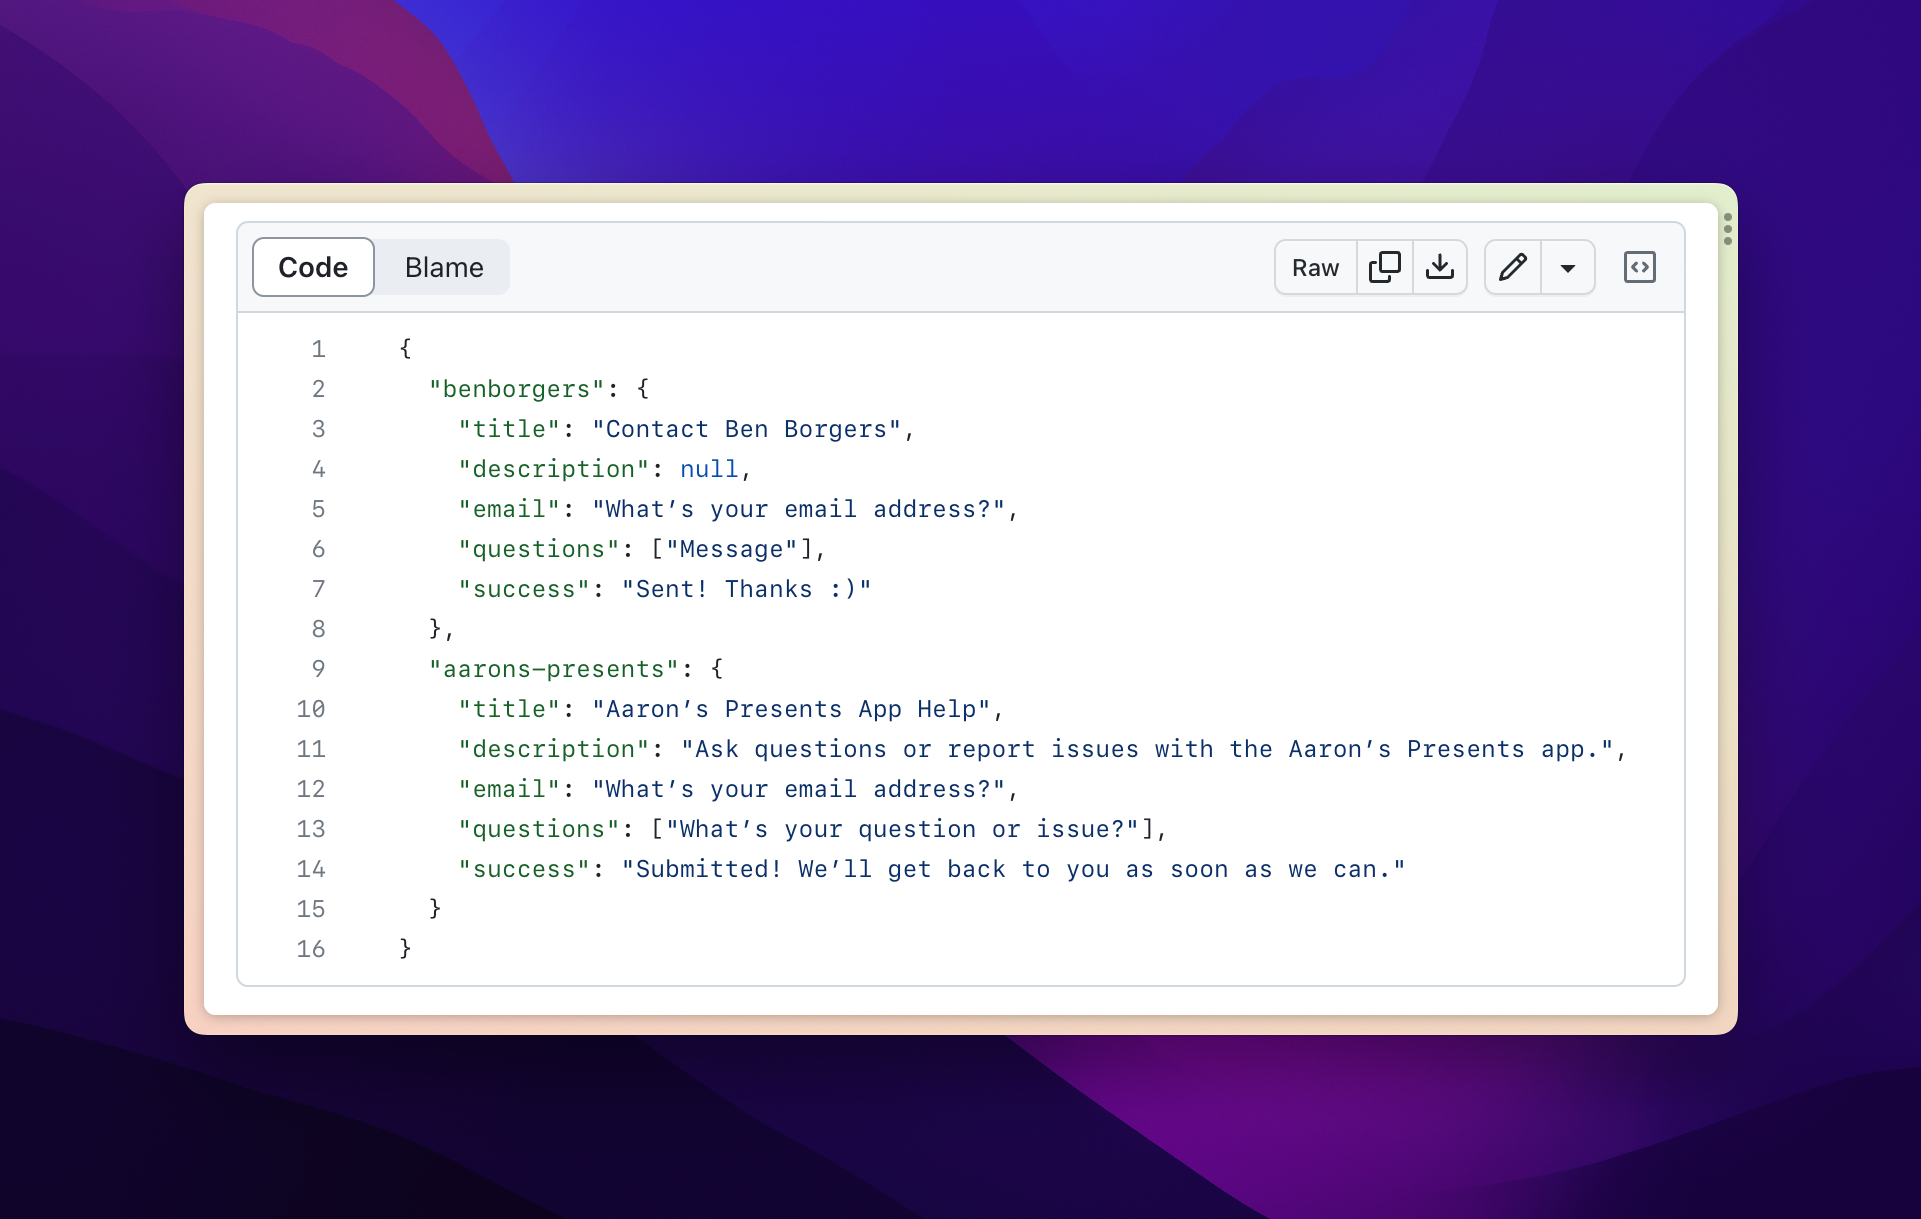 Code Blame Raw
1 {
2 "benborgers": {
3 "title": "Contact Ben Borgers",
4 "description": null,
5 "email": "What’s your email address?",
6 "questions": ["Message"],
7 "success": "Sent! Thanks :)"
8 },
9 "aarons-presents": {
10 "title": "Aaron’s Presents App Help",
11 "description": "Ask questions or report issues with the Aaron’s Presents app.",
12 "email": "What’s your email address?",
13 "questions": ["What’s your question or issue?"],
14 "success": "Submitted! We’ll get back to you as soon as we can."
15 }
16 }